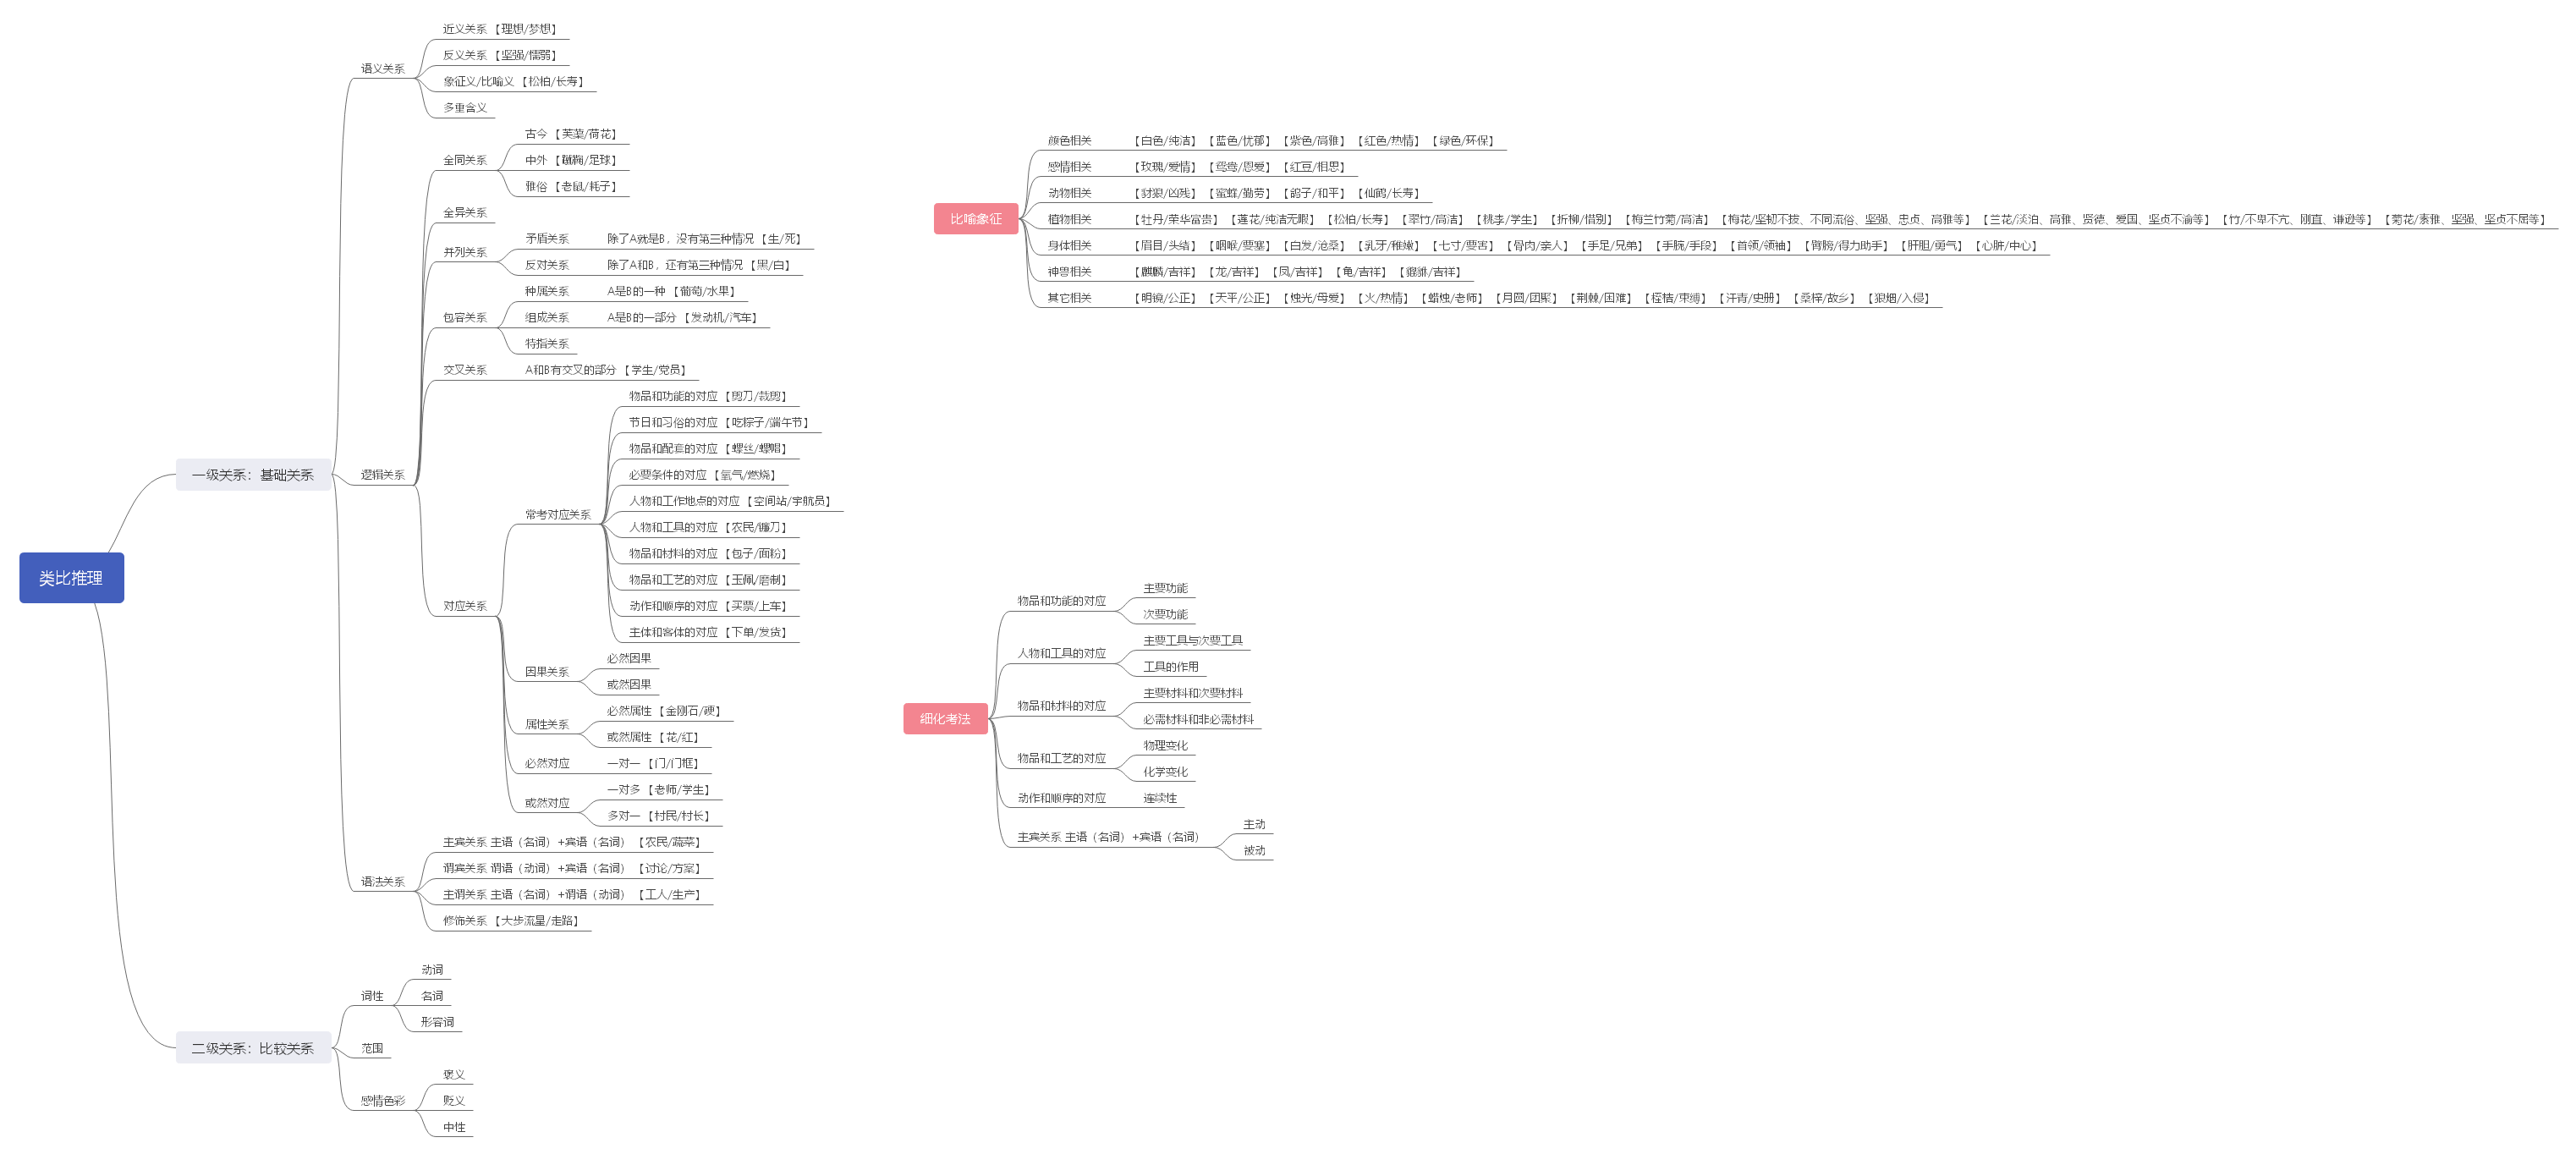 类比推理
一级关系：基础关系
语义关系
近义关系 【理想/梦想】
反义关系 【坚强/懦弱】
象征义/比喻义 【松柏/长寿】
多重含义
逻辑关系
全同关系
古今 【芙蕖/荷花】
中外 【蹴鞠/足球】
雅俗 【老鼠/耗子】
全异关系
并列关系
矛盾关系 除了A就是B，没有第三种情况 【生/死】
反对关系 除了A和B，还有第三种情况 【黑/白】
包容关系
种属关系 A是B的一种 【葡萄/水果】
组成关系 A是B的一部分 【发动机/汽车】
特指关系
交叉关系 A和B有交叉的部分 【学生/党员】
对应关系
常考对应关系
物品和功能的对应 【剪刀/裁剪】
节日和习俗的对应 【吃粽子/端午节】
物品和配套的对应 【螺丝/螺帽】
必要条件的对应 【氧气/燃烧】
人物和工作地点的对应 【空间站/宇航员】
人物和工具的对应 【农民/镰刀】
物品和材料的对应 【包子/面粉】
物品和工艺的对应 【玉佩/磨制】
动作和顺序的对应 【买票/上车】
主体和客体的对应 【下单/发货】
因果关系
必然因果
或然因果
属性关系
必然属性 【金刚石/硬】
或然属性 【花/红】
必然对应 一对一 【门/门框】
或然对应
一对多 【老师/学生】
多对一 【村民/村长】
语法关系
主宾关系 主语（名词）+宾语（名词） 【农民/蔬菜】
谓宾关系 谓语（动词）+宾语（名词） 【讨论/方案】
主谓关系 主语（名词）+谓语（动词） 【工人/生产】
修饰关系 【大步流星/走路】
二级关系：比较关系
词性
动词
名词
形容词
范围
感情色彩
褒义
贬义
中性
比喻象征
颜色相关 【白色/纯洁】 【蓝色/忧郁】 【紫色/高雅】 【红色/热情】 【绿色/环保】
感情相关 【玫瑰/爱情】 【鸳鸯/恩爱】 【红豆/相思】
动物相关 【豺狼/凶残】 【蜜蜂/勤劳】 【鸽子/和平】 【仙鹤/长寿】
植物相关 【牡丹/荣华富贵】 【莲花/纯洁无暇】 【松柏/长寿】 【翠竹/高洁】 【桃李/学生】 【折柳/惜别】 【梅兰竹菊/高洁】 【梅花/坚韧不拔、不同流俗、坚强、忠贞、高雅等】 【兰花/淡泊、高雅、贤德、爱国、坚贞不渝等】 【竹/不卑不亢、刚直、谦逊等】 【菊花/素雅、坚强、坚贞不屈等】
身体相关 【眉目/头绪】 【咽喉/要塞】 【白发/沧桑】 【乳牙/稚嫩】 【七寸/要害】 【骨肉/亲人】 【手足/兄弟】 【手腕/手段】 【首领/领袖】 【臂膀/得力助手】 【肝胆/勇气】 【心脏/中心】
神兽相关 【麒麟/吉祥】 【龙/吉祥】 【凤/吉祥】 【龟/吉祥】 【貔貅/吉祥】
其它相关 【明镜/公正】 【天平/公正】 【烛光/母爱】 【火/热情】 【蜡烛/老师】 【月圆/团聚】 【荆棘/困难】 【桎梏/束缚】 【汗青/史册】 【桑梓/故乡】 【狼烟/入侵】
细化考法
物品和功能的对应
主要功能
次要功能
人物和工具的对应
主要工具与次要工具
工具的作用
物品和材料的对应
主要材料和次要材料
必需材料和非必需材料
物品和工艺的对应
物理变化
化学变化
动作和顺序的对应 连续性
主宾关系 主语（名词）+宾语（名词）
主动
被动